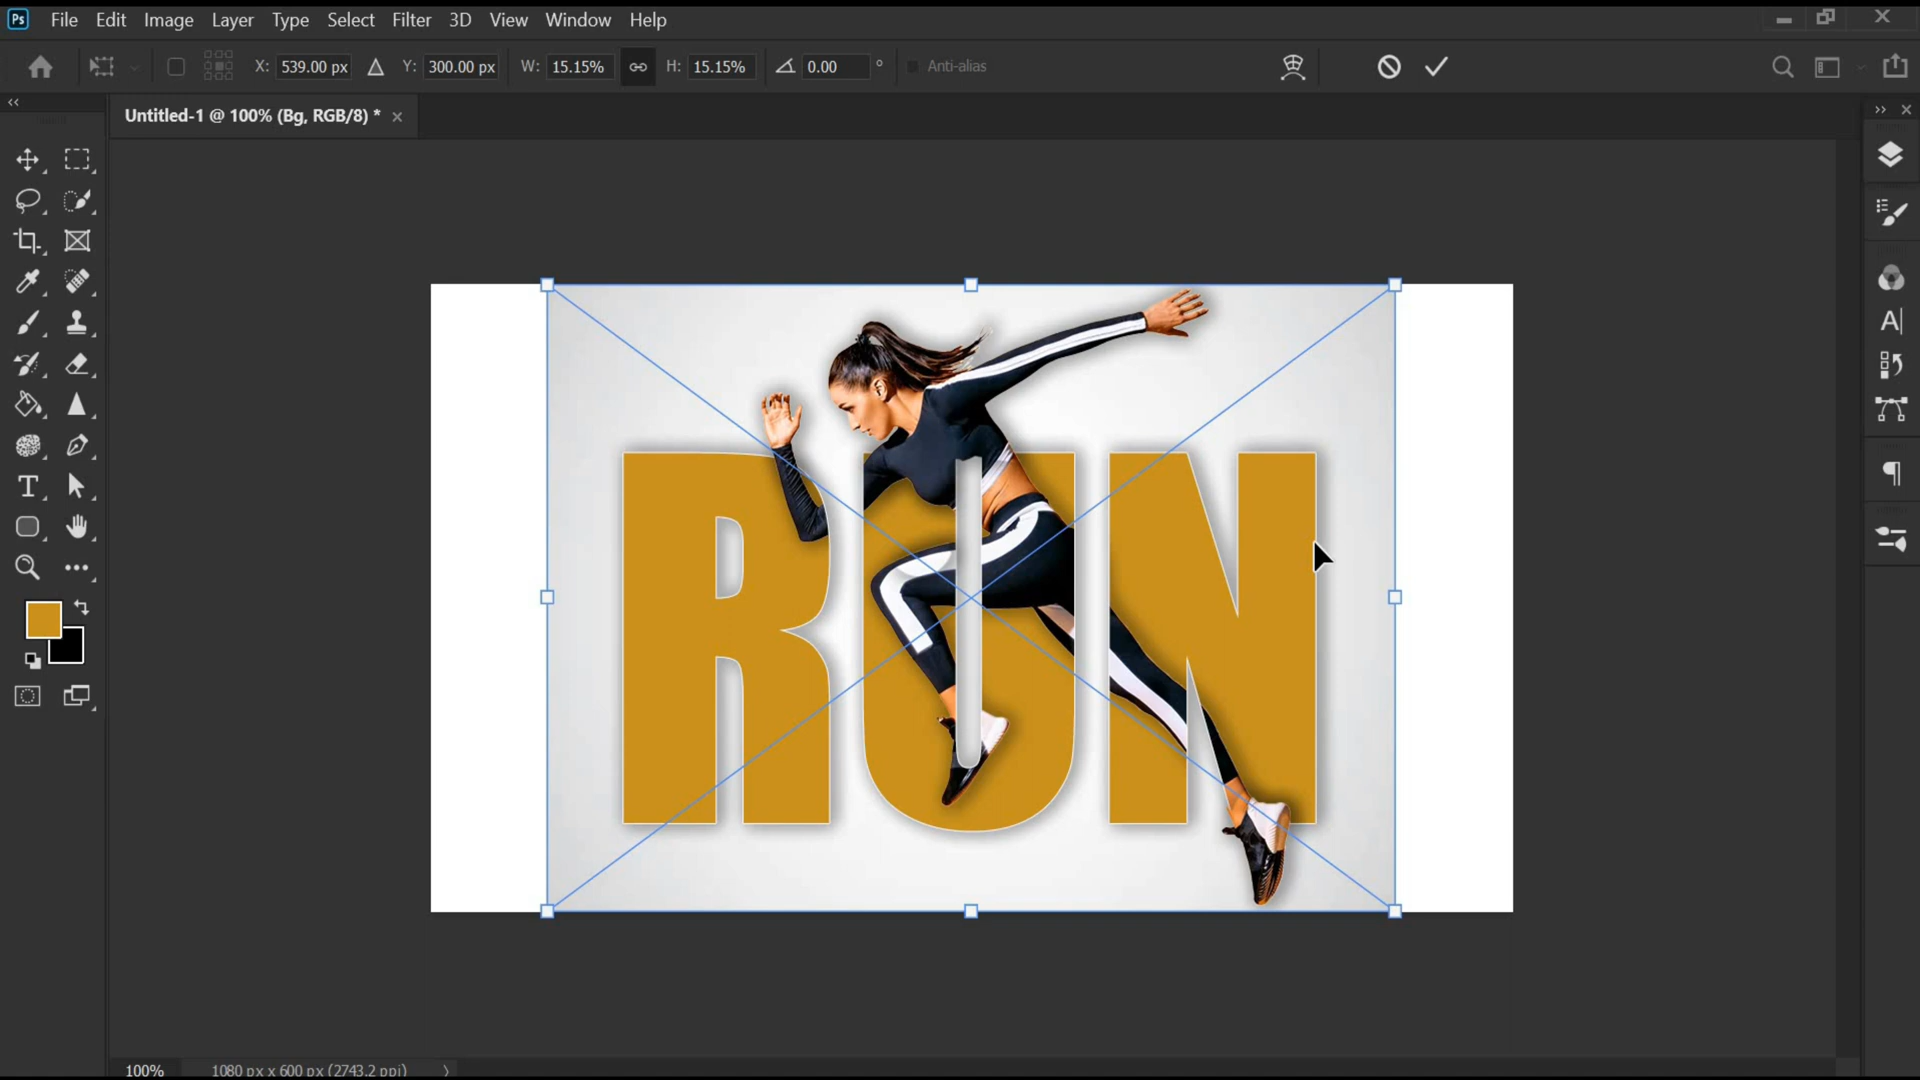 Ps File Edit Image Layer Type Select Filter 3D View Window Help
X: 539.00 px Y: 300.00 px W: 15.15% H: 15.15% 0.00 ° Anti-alias
Untitled-1 @ 100% (Bg, RGB/8) * ×
RUN
100% 1080 px x 600 px (2743.2 ppi)